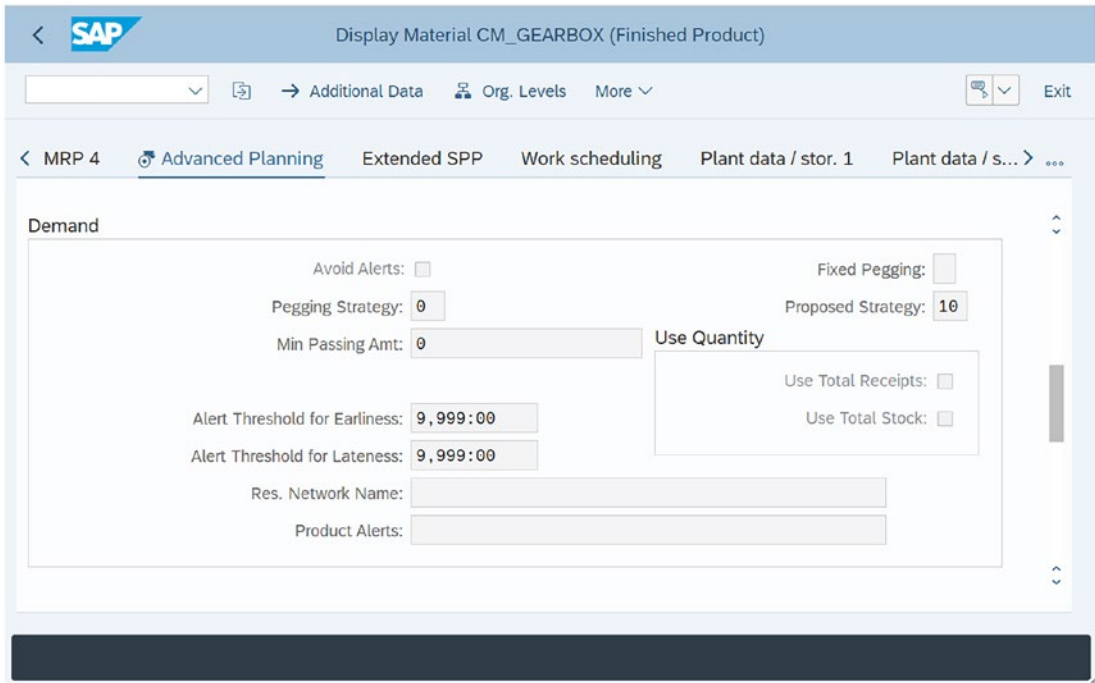 SAP Display Material CM_GEARBOX (Finished Product)
Additional Data Org. Levels More Exit
MRP 4 Advanced Planning Extended SPP Work scheduling Plant data / stor. 1 Plant data / s...
Demand
Avoid Alerts: Fixed Pegging:
Pegging Strategy: 0 Proposed Strategy: 10
Min Passing Amt: 0 Use Quantity
Use Total Receipts:
Alert Threshold for Earliness: 9,999:00 Use Total Stock:
Alert Threshold for Lateness: 9,999:00
Res. Network Name:
Product Alerts: